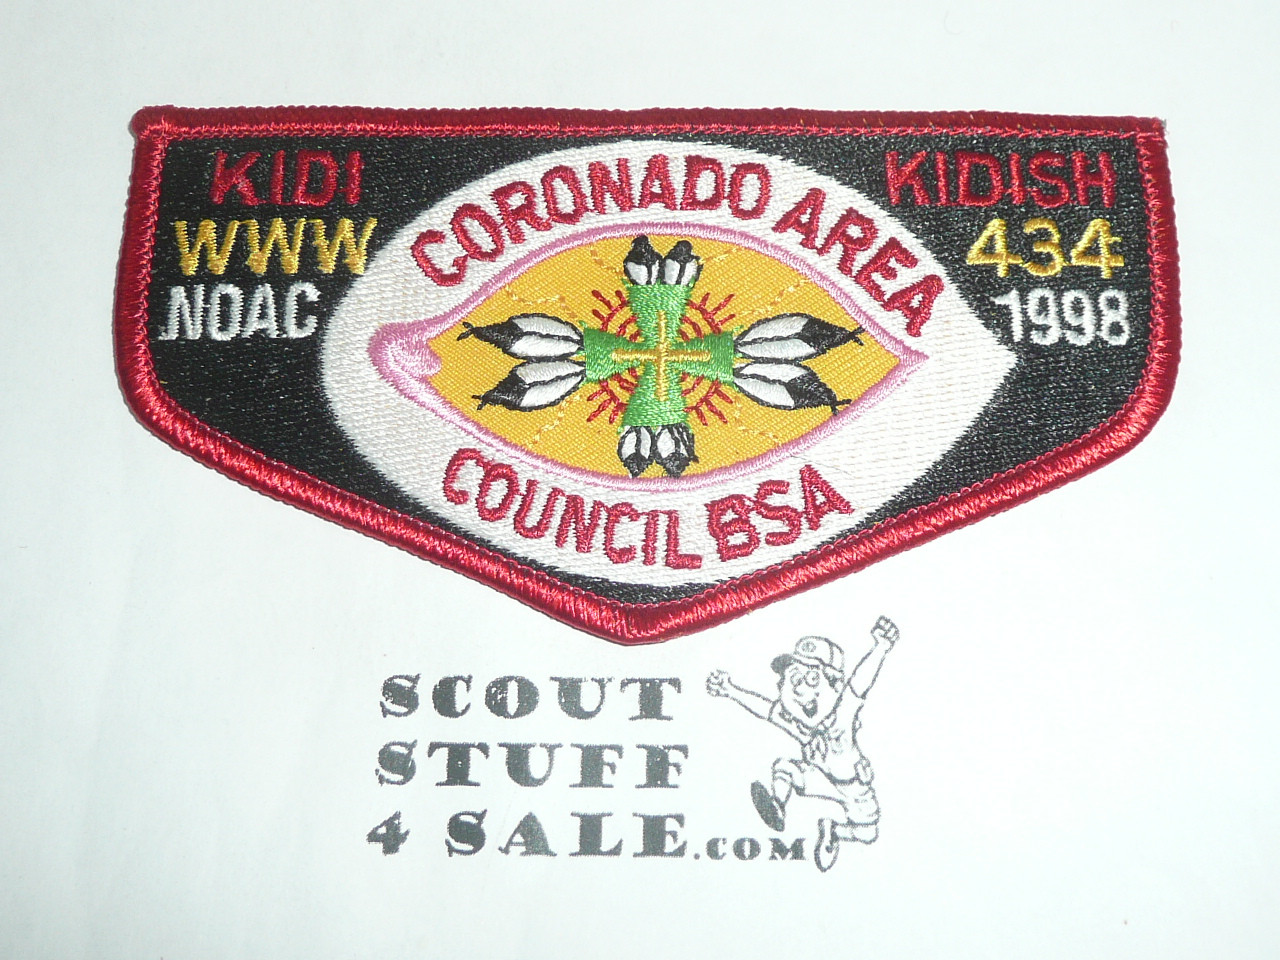 KIDI KIDISH
WWW 434
NOAC 1998
CORONADO AREA
COUNCIL BSA
SCOUT
STUFF
4 SALE.COM